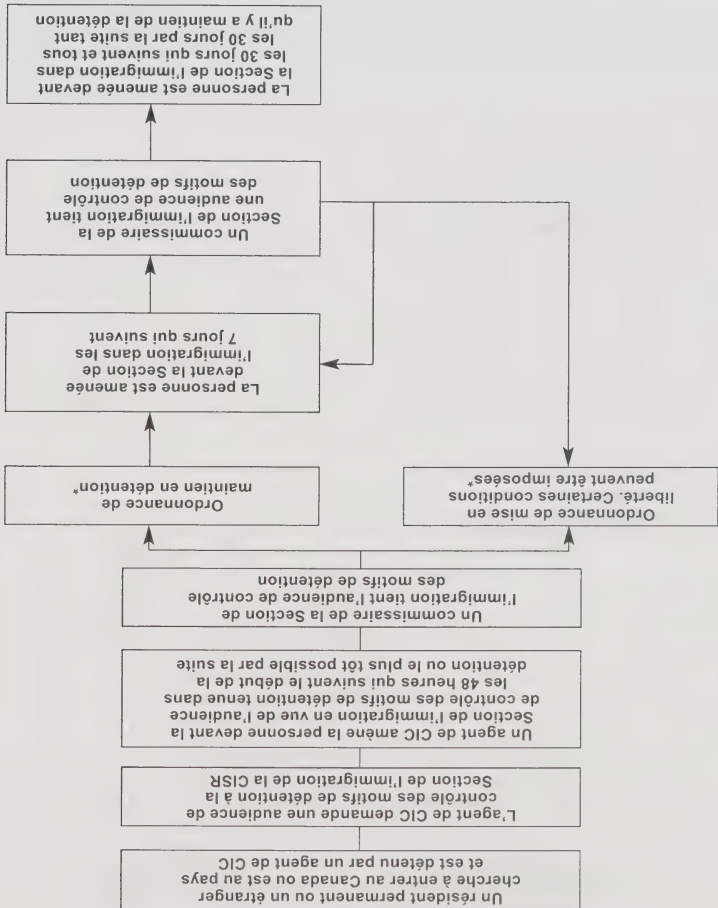 Un résident permanent ou un étranger
cherche à entrer au Canada ou est au pays
et est détenu par un agent de CIC
L'agent de CIC demande une audience de
contrôle des motifs de détention à la
Section de l'immigration de la CISR
Un agent de CIC amène la personne devant la
Section de l'immigration en vue de l'audience
de contrôle des motifs de détention tenue dans
les 48 heures qui suivent le début de la
détention ou le plus tôt possible par la suite
Un commissaire de la Section de
l'immigration tient l'audience de contrôle
des motifs de détention
Ordonnance de mise en
liberté. Certaines conditions
peuvent être imposées*
Ordonnance de
maintien en détention*
La personne est amenée
devant la Section de
l'immigration dans les
7 jours qui suivent
Un commissaire de la
Section de l'immigration tient
une audience de contrôle
des motifs de détention
La personne est amenée devant
la Section de l'immigration dans
les 30 jours qui suivent et tous
les 30 jours par la suite tant
qu'il y a maintien de la détention